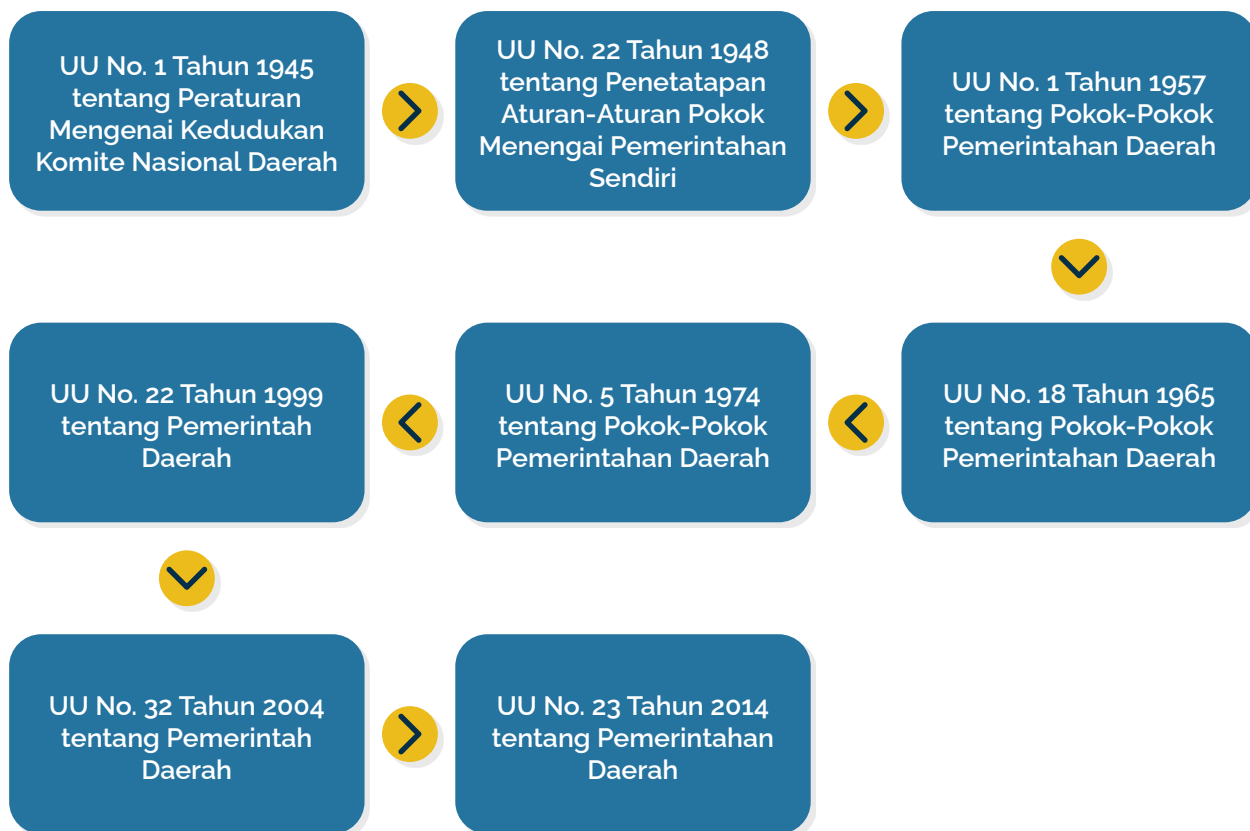 UU No. 1 Tahun 1945
tentang Peraturan
Mengenai Kedudukan
Komite Nasional Daerah
UU No. 22 Tahun 1948
tentang Penetatapan
Aturan-Aturan Pokok
Menengai Pemerintahan
Sendiri
UU No. 1 Tahun 1957
tentang Pokok-Pokok
Pemerintahan Daerah
UU No. 18 Tahun 1965
tentang Pokok-Pokok
Pemerintahan Daerah
UU No. 5 Tahun 1974
tentang Pokok-Pokok
Pemerintahan Daerah
UU No. 22 Tahun 1999
tentang Pemerintah
Daerah
UU No. 32 Tahun 2004
tentang Pemerintah
Daerah
UU No. 23 Tahun 2014
tentang Pemerintahan
Daerah